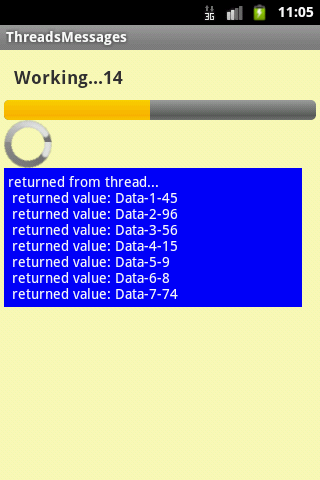 3G 11:05
ThreadsMessages
Working...14
returned from thread...
returned value: Data-1-45
returned value: Data-2-96
returned value: Data-3-56
returned value: Data-4-15
returned value: Data-5-9
returned value: Data-6-8
returned value: Data-7-74